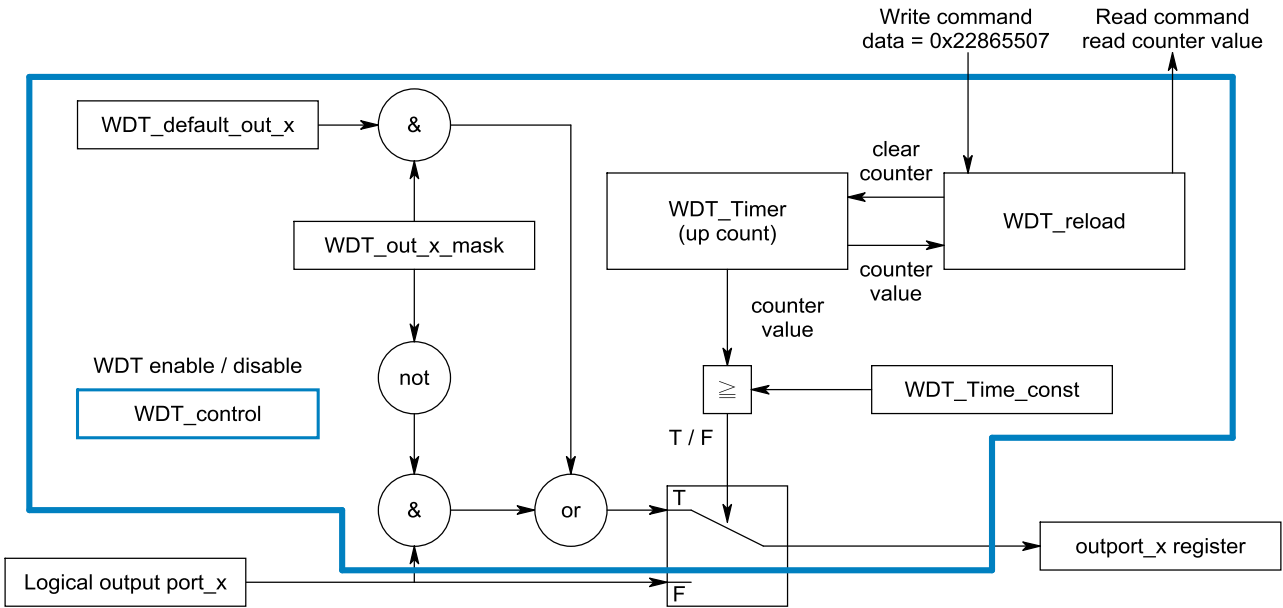 Write command
data = 0x22865507
Read command
read counter value
WDT_default_out_x
&
clear
counter
WDT_Timer
(up count)
WDT_reload
WDT_out_x_mask
counter
value
counter
value
WDT enable / disable
not
≧
WDT_Time_const
WDT_control
T / F
T
&
or
outport_x register
Logical output port_x
F